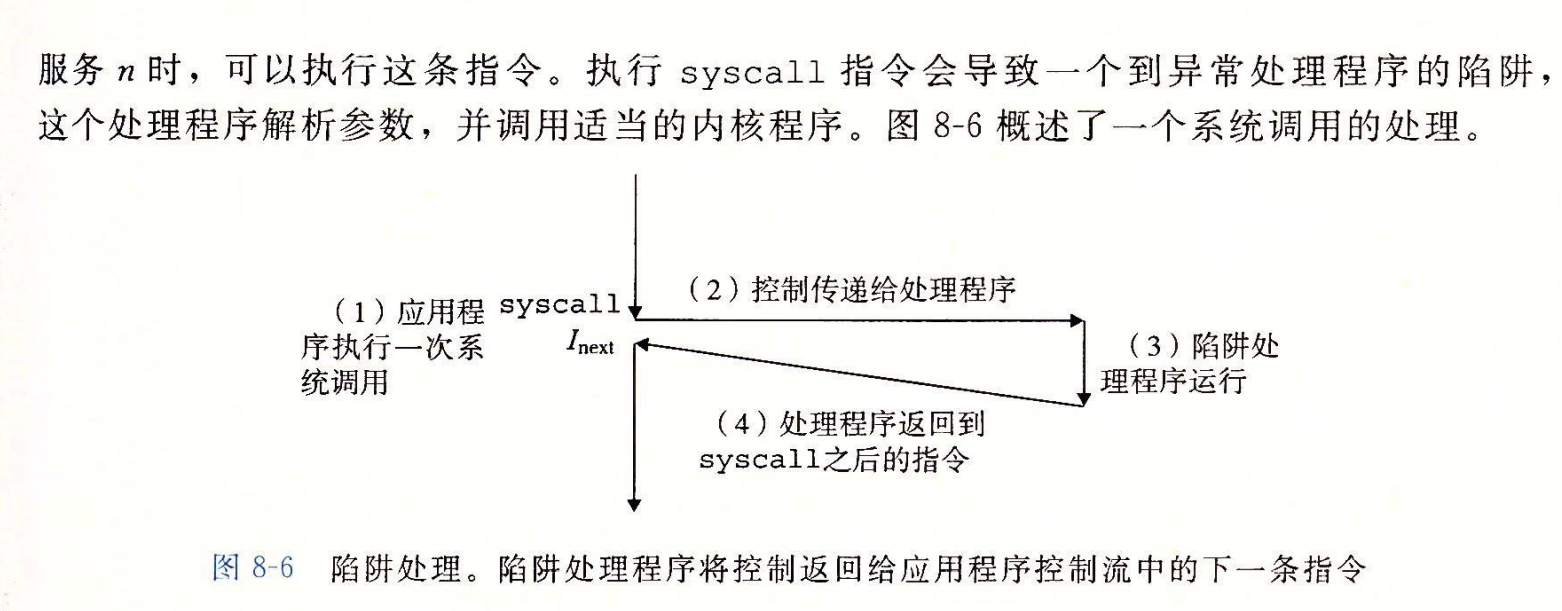 服务 n 时，可以执行这条指令。执行 syscall 指令会导致一个到异常处理程序的陷阱，
这个处理程序解析参数，并调用适当的内核程序。图 8-6 概述了一个系统调用的处理。
（1）应用程
序执行一次系
统调用
syscall
Inext
（2）控制传递给处理程序
（3）陷阱处
理程序运行
（4）处理程序返回到
syscall之后的指令
图 8-6 陷阱处理。陷阱处理程序将控制返回给应用程序控制流中的下一条指令